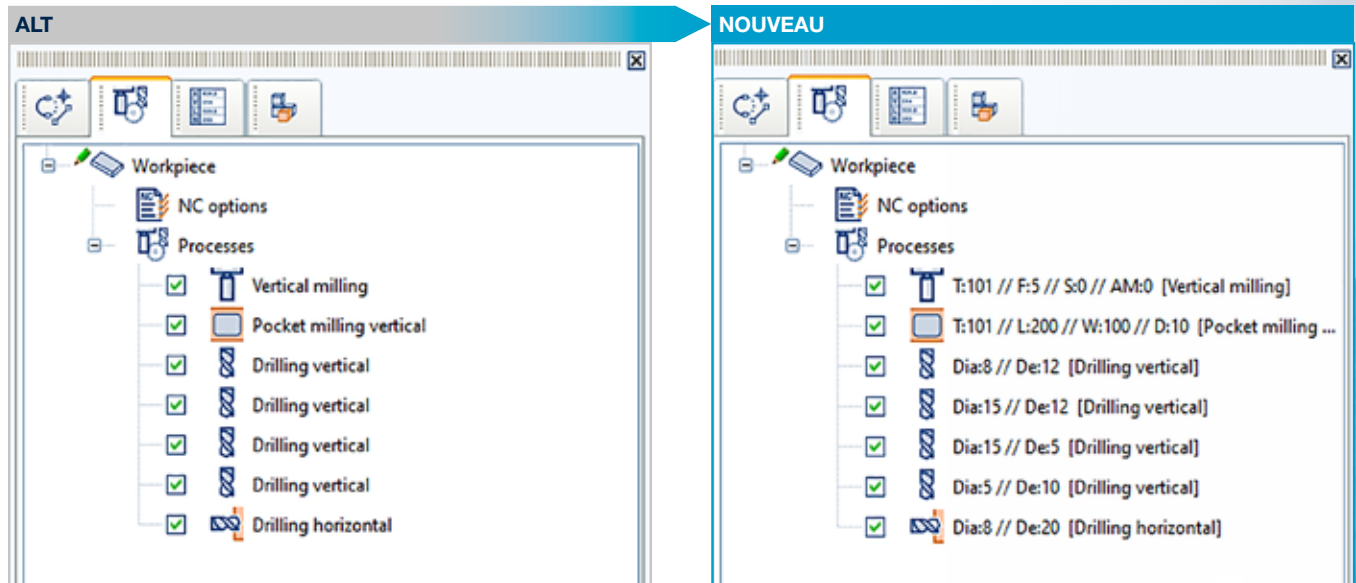 ALT
Workpiece
NC options
Processes
Vertical milling
Pocket milling vertical
Drilling vertical
Drilling vertical
Drilling vertical
Drilling vertical
Drilling horizontal
NOUVEAU
Workpiece
NC options
Processes
T:101 // F:5 // S:0 // AM:0 [Vertical milling]
T:101 // L:200 // W:100 // D:10 [Pocket milling ...
Dia:8 // De:12 [Drilling vertical]
Dia:15 // De:12 [Drilling vertical]
Dia:15 // De:5 [Drilling vertical]
Dia:5 // De:10 [Drilling vertical]
Dia:8 // De:20 [Drilling horizontal]